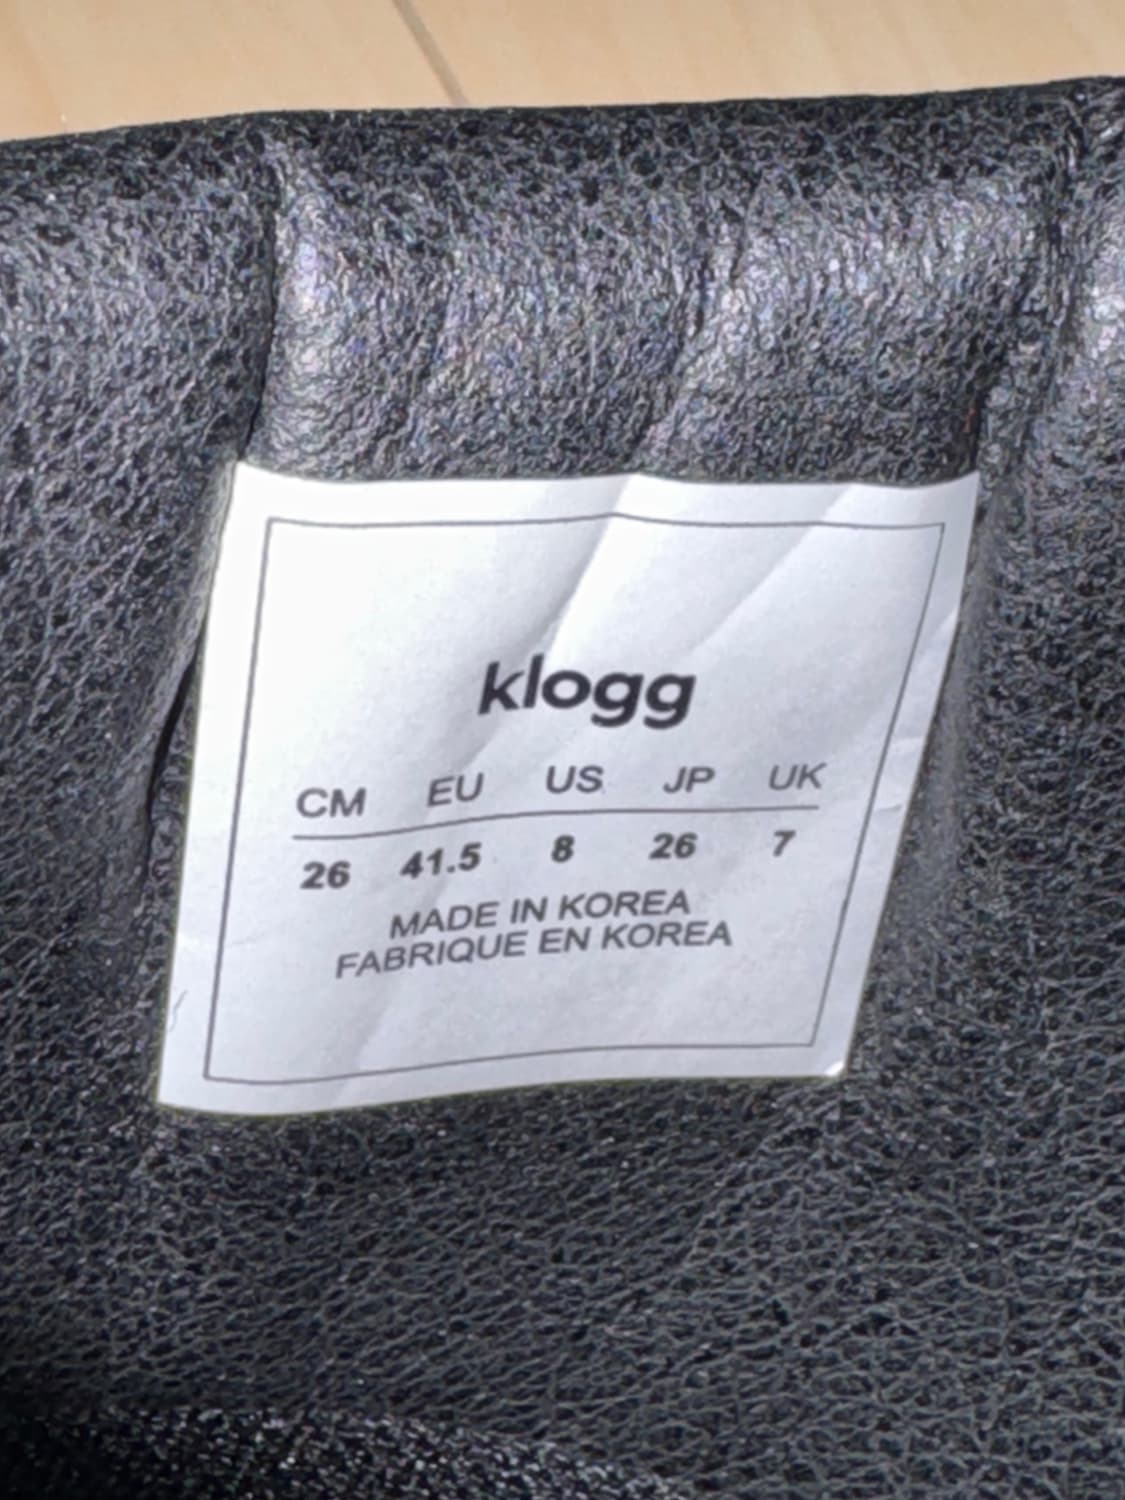 klogg
CM EU US JP UK
26 41.5 8 26 7
MADE IN KOREA
FABRIQUE EN KOREA